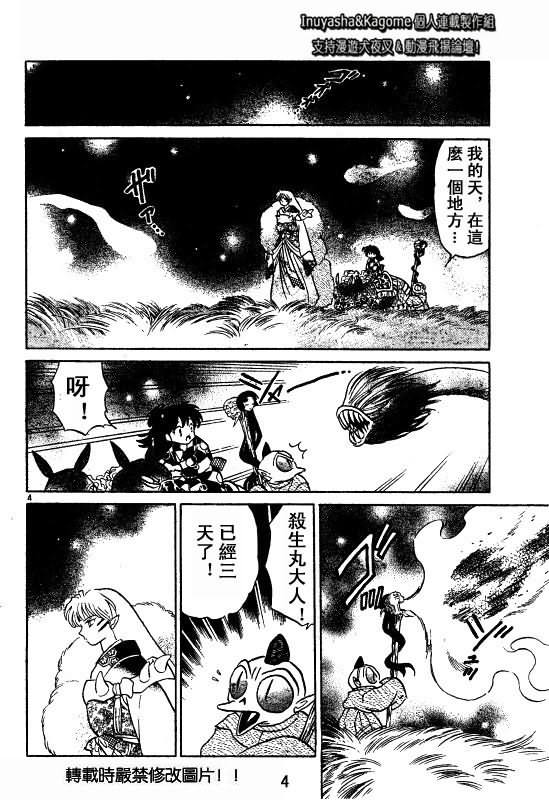 Inuyasha&Kagome 個人連載製作組
支持漫遊犬夜叉 & 動漫飛揚論壇！
我的天，在這
麼一個地方…
呀！
4
殺生丸大人！
已經三
天了！
轉載時嚴禁修改圖片！！
4